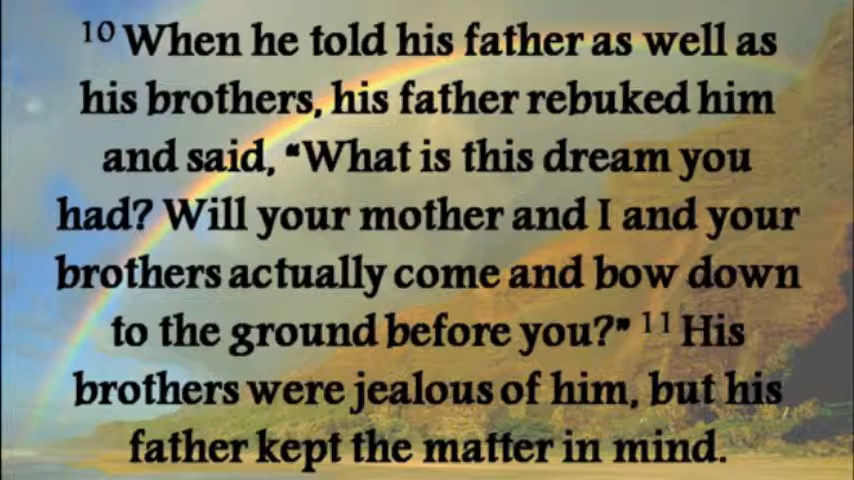 10 When he told his father as well as
his brothers, his father rebuked him
and said, “What is this dream you
had? Will your mother and I and your
brothers actually come and bow down
to the ground before you?” 11 His
brothers were jealous of him, but his
father kept the matter in mind.